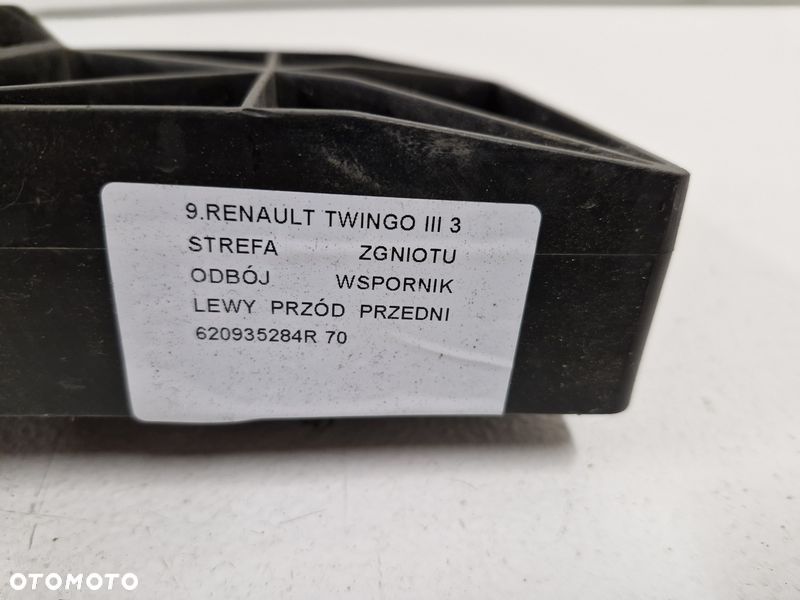 9.RENAULT TWINGO III 3
STREFA ZGNIOTU
ODBÓJ WSPORNIK
LEWY PRZÓD PRZEDNI
620935284R 70
OTOMOTO